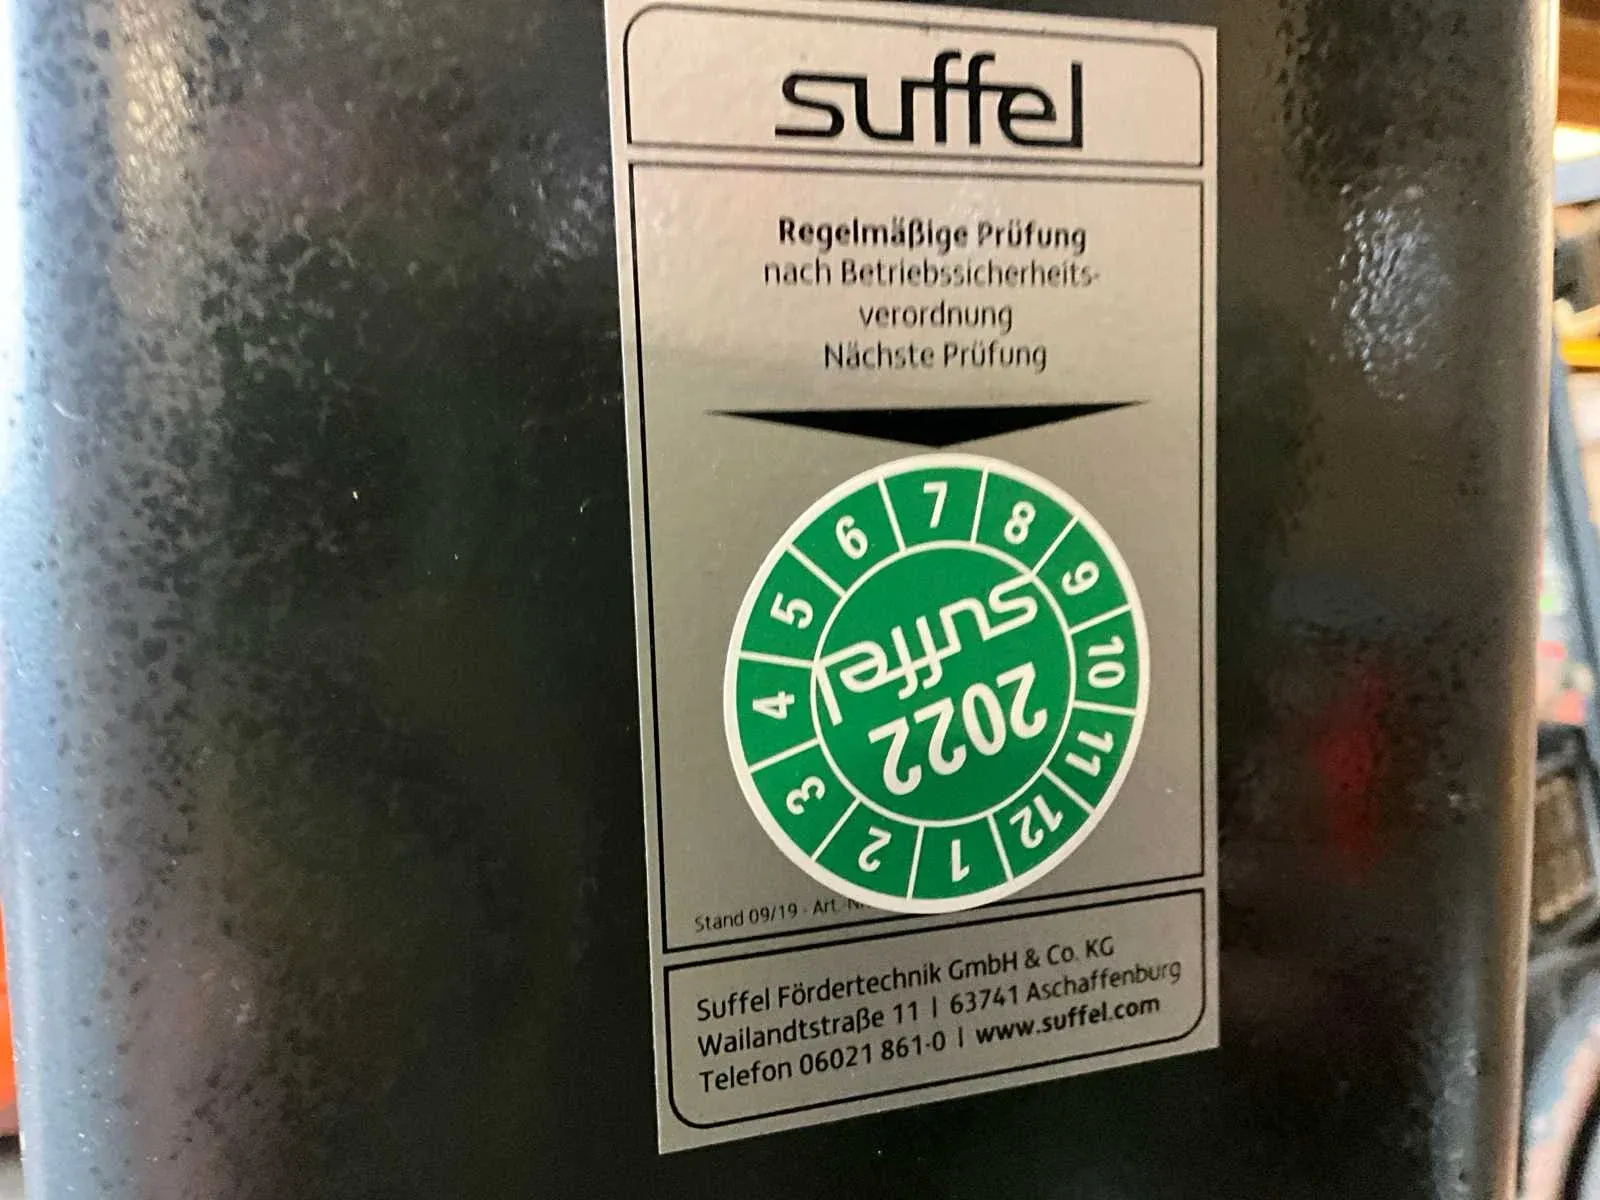 suffel
Regelmäßige Prüfung
nach Betriebssicherheits-
verordnung
Nächste Prüfung
7
8
9
10
11
12
1
2
3
4
5
6
suffel
2022
Stand 09/19 - Art.
Suffel Fördertechnik GmbH & Co. KG
Wailandtstraße 11 | 63741 Aschaffenburg
Telefon 06021 861-0 | www.suffel.com